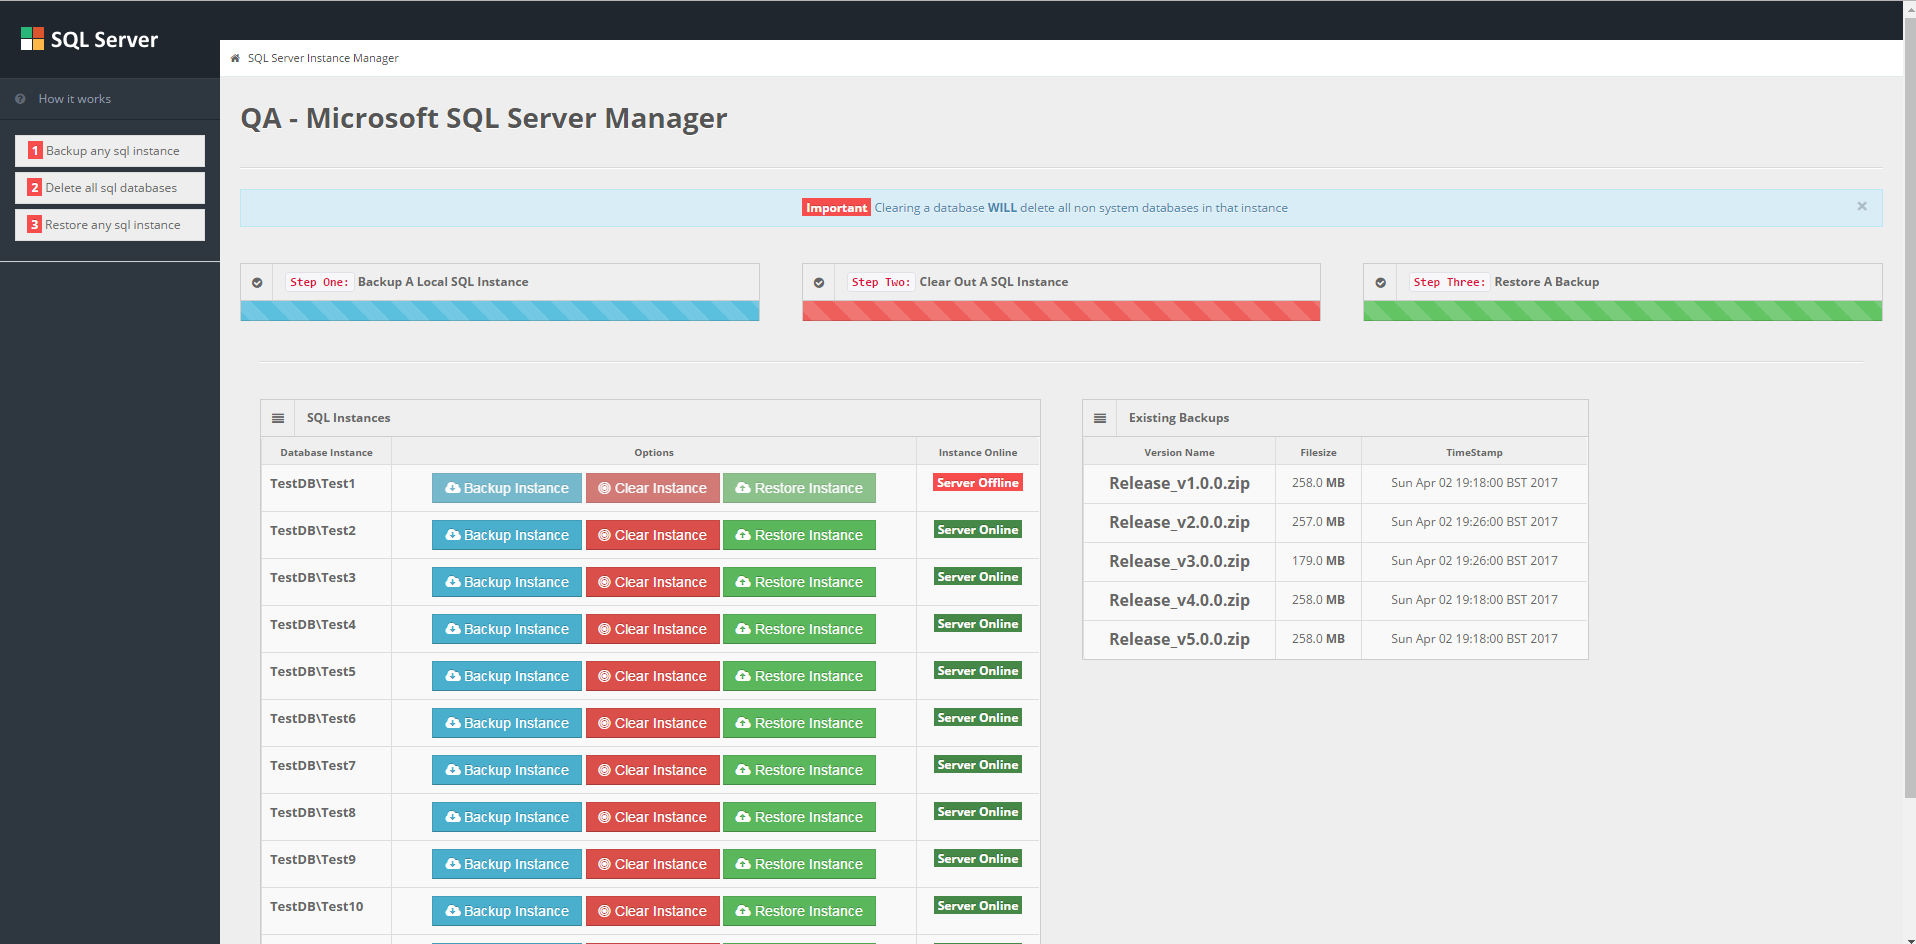 SQL Server
SQL Server Instance Manager
How it works
1 Backup any sql instance
2 Delete all sql databases
3 Restore any sql instance
QA - Microsoft SQL Server Manager
Important Clearing a database WILL delete all non system databases in that instance ×
Step One: Backup A Local SQL Instance
Step Two: Clear Out A SQL Instance
Step Three: Restore A Backup
SQL Instances
Database Instance Options Instance Online
TestDB\Test1 Backup Instance Clear Instance Restore Instance Server Offline
TestDB\Test2 Backup Instance Clear Instance Restore Instance Server Online
TestDB\Test3 Backup Instance Clear Instance Restore Instance Server Online
TestDB\Test4 Backup Instance Clear Instance Restore Instance Server Online
TestDB\Test5 Backup Instance Clear Instance Restore Instance Server Online
TestDB\Test6 Backup Instance Clear Instance Restore Instance Server Online
TestDB\Test7 Backup Instance Clear Instance Restore Instance Server Online
TestDB\Test8 Backup Instance Clear Instance Restore Instance Server Online
TestDB\Test9 Backup Instance Clear Instance Restore Instance Server Online
TestDB\Test10 Backup Instance Clear Instance Restore Instance Server Online
Existing Backups
Version Name Filesize TimeStamp
Release_v1.0.0.zip 258.0 MB Sun Apr 02 19:18:00 BST 2017
Release_v2.0.0.zip 257.0 MB Sun Apr 02 19:26:00 BST 2017
Release_v3.0.0.zip 179.0 MB Sun Apr 02 19:26:00 BST 2017
Release_v4.0.0.zip 258.0 MB Sun Apr 02 19:18:00 BST 2017
Release_v5.0.0.zip 258.0 MB Sun Apr 02 19:18:00 BST 2017